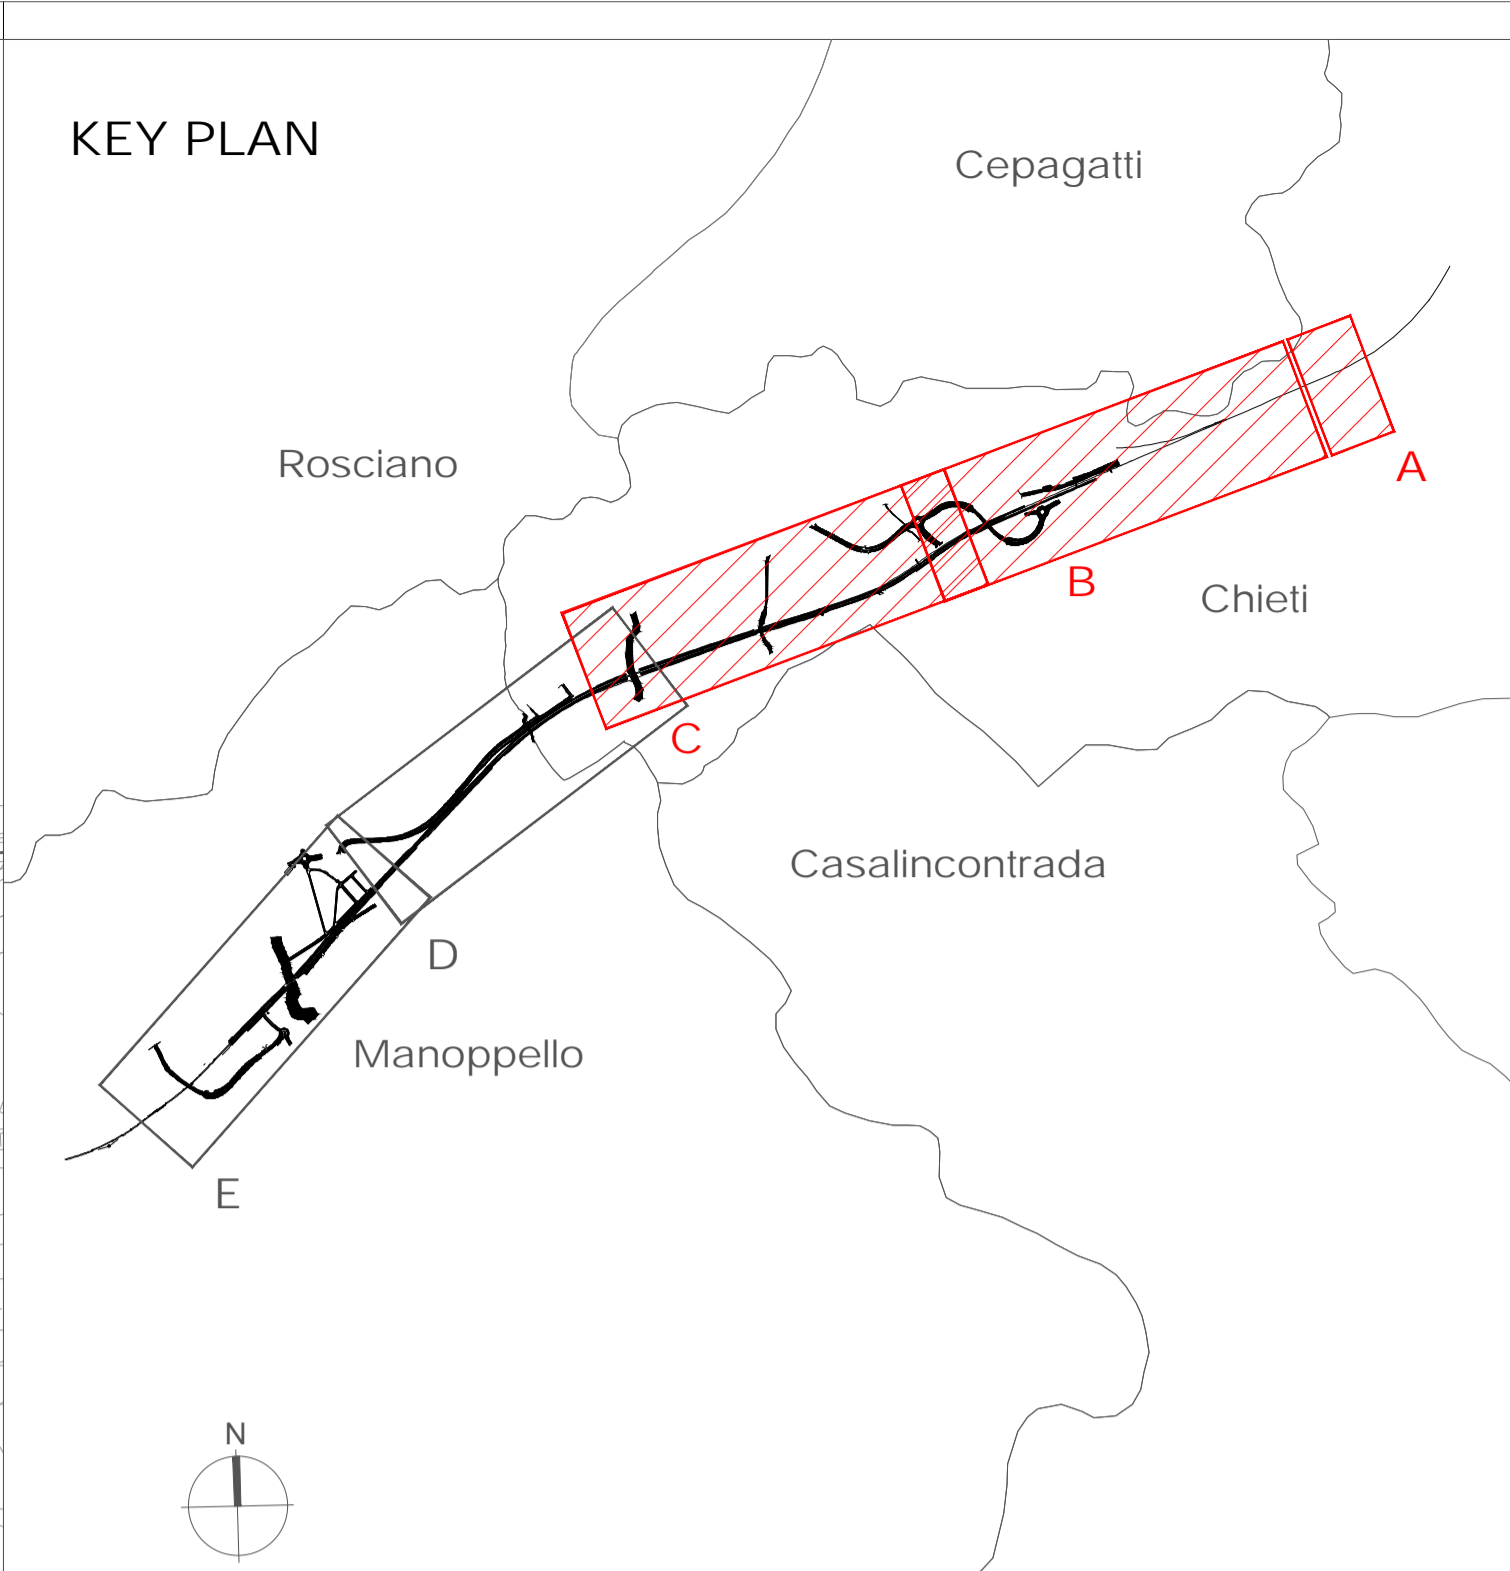 KEY PLAN
Cepagatti
Rosciano
A
B
Chieti
C
Casalincontrada
D
Manoppello
E
N